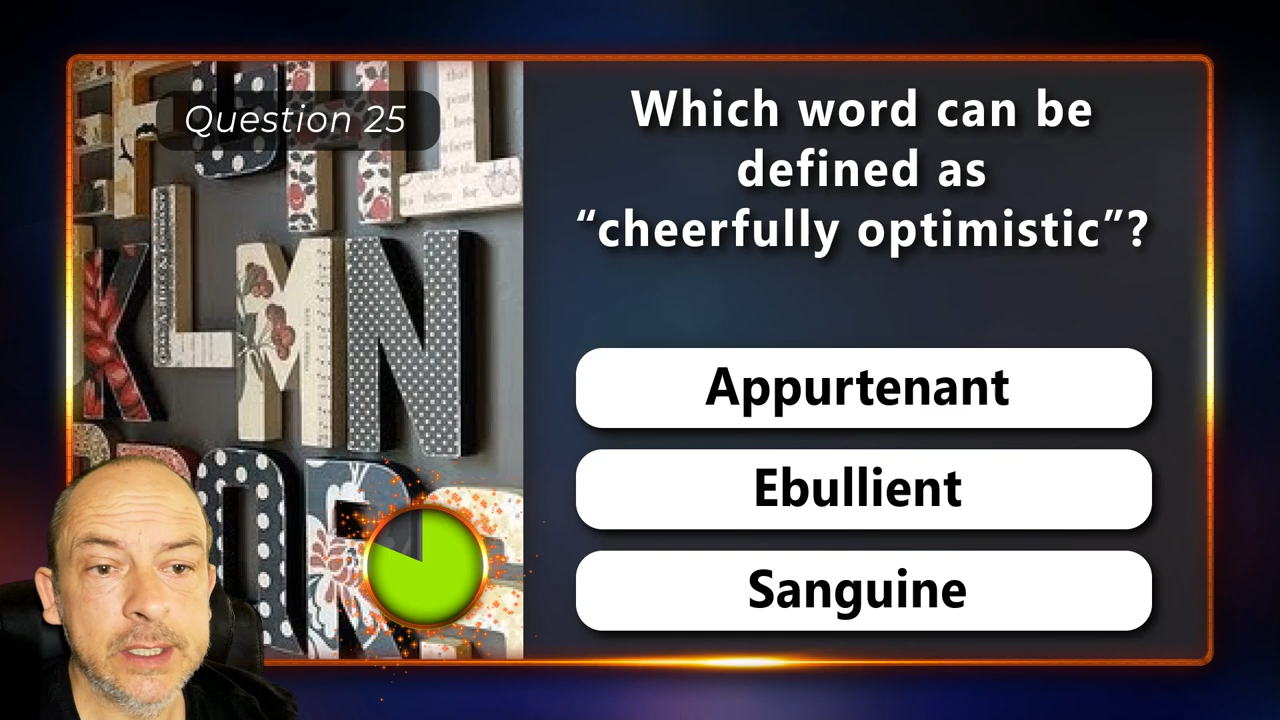 Question 25
Which word can be
defined as
“cheerfully optimistic”?
Appurtenant
Ebullient
Sanguine